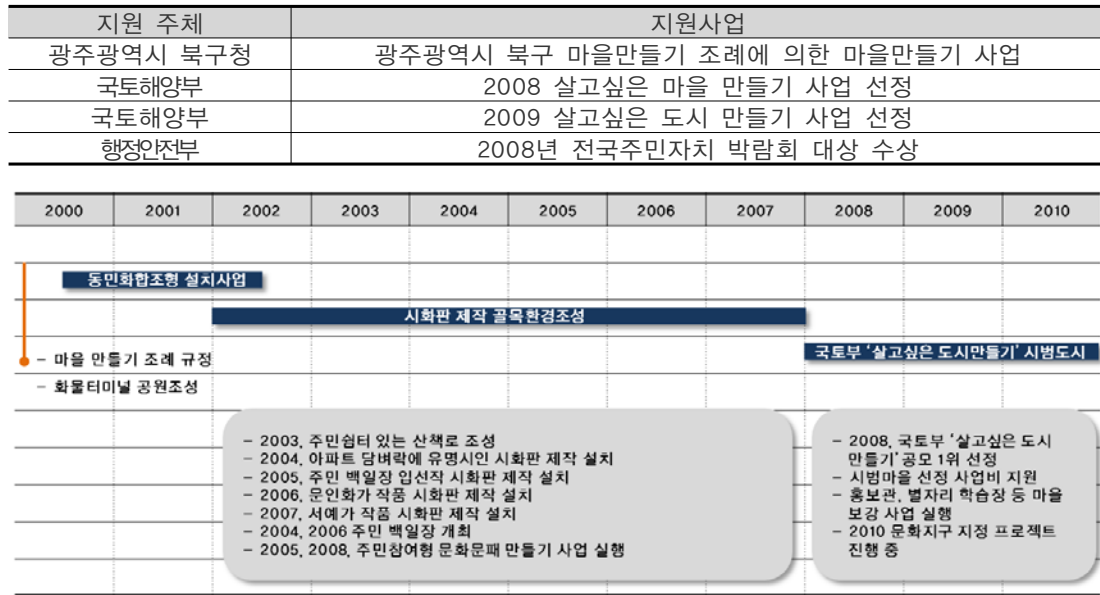 지원 주체 지원사업
광주광역시 북구청 광주광역시 북구 마을만들기 조례에 의한 마을만들기 사업
국토해양부 2008 살고싶은 마을 만들기 사업 선정
국토해양부 2009 살고싶은 도시 만들기 사업 선정
행정안전부 2008년 전국주민자치 박람회 대상 수상
2000 2001 2002 2003 2004 2005 2006 2007 2008 2009 2010
동민화합조형 설치사업
시화판 제작 골목환경조성
국토부 '살고싶은 도시만들기' 시범도시
- 마을 만들기 조례 규정
- 화물터미널 공원조성
- 2003, 주민쉼터 있는 산책로 조성
- 2004, 아파트 담벼락에 유명시인 시화판 제작 설치
- 2005, 주민 백일장 입선작 시화판 제작 설치
- 2006, 문인화가 작품 시화판 제작 설치
- 2007, 서예가 작품 시화판 제작 설치
- 2004, 2006 주민 백일장 개최
- 2005, 2008, 주민참여형 문화문패 만들기 사업 실행
- 2008, 국토부 '살고싶은 도시
만들기' 공모 1위 선정
- 시범마을 선정 사업비 지원
- 홍보관, 별자리 학습장 등 마을
보강 사업 실행
- 2010 문화지구 지정 프로젝트
진행 중